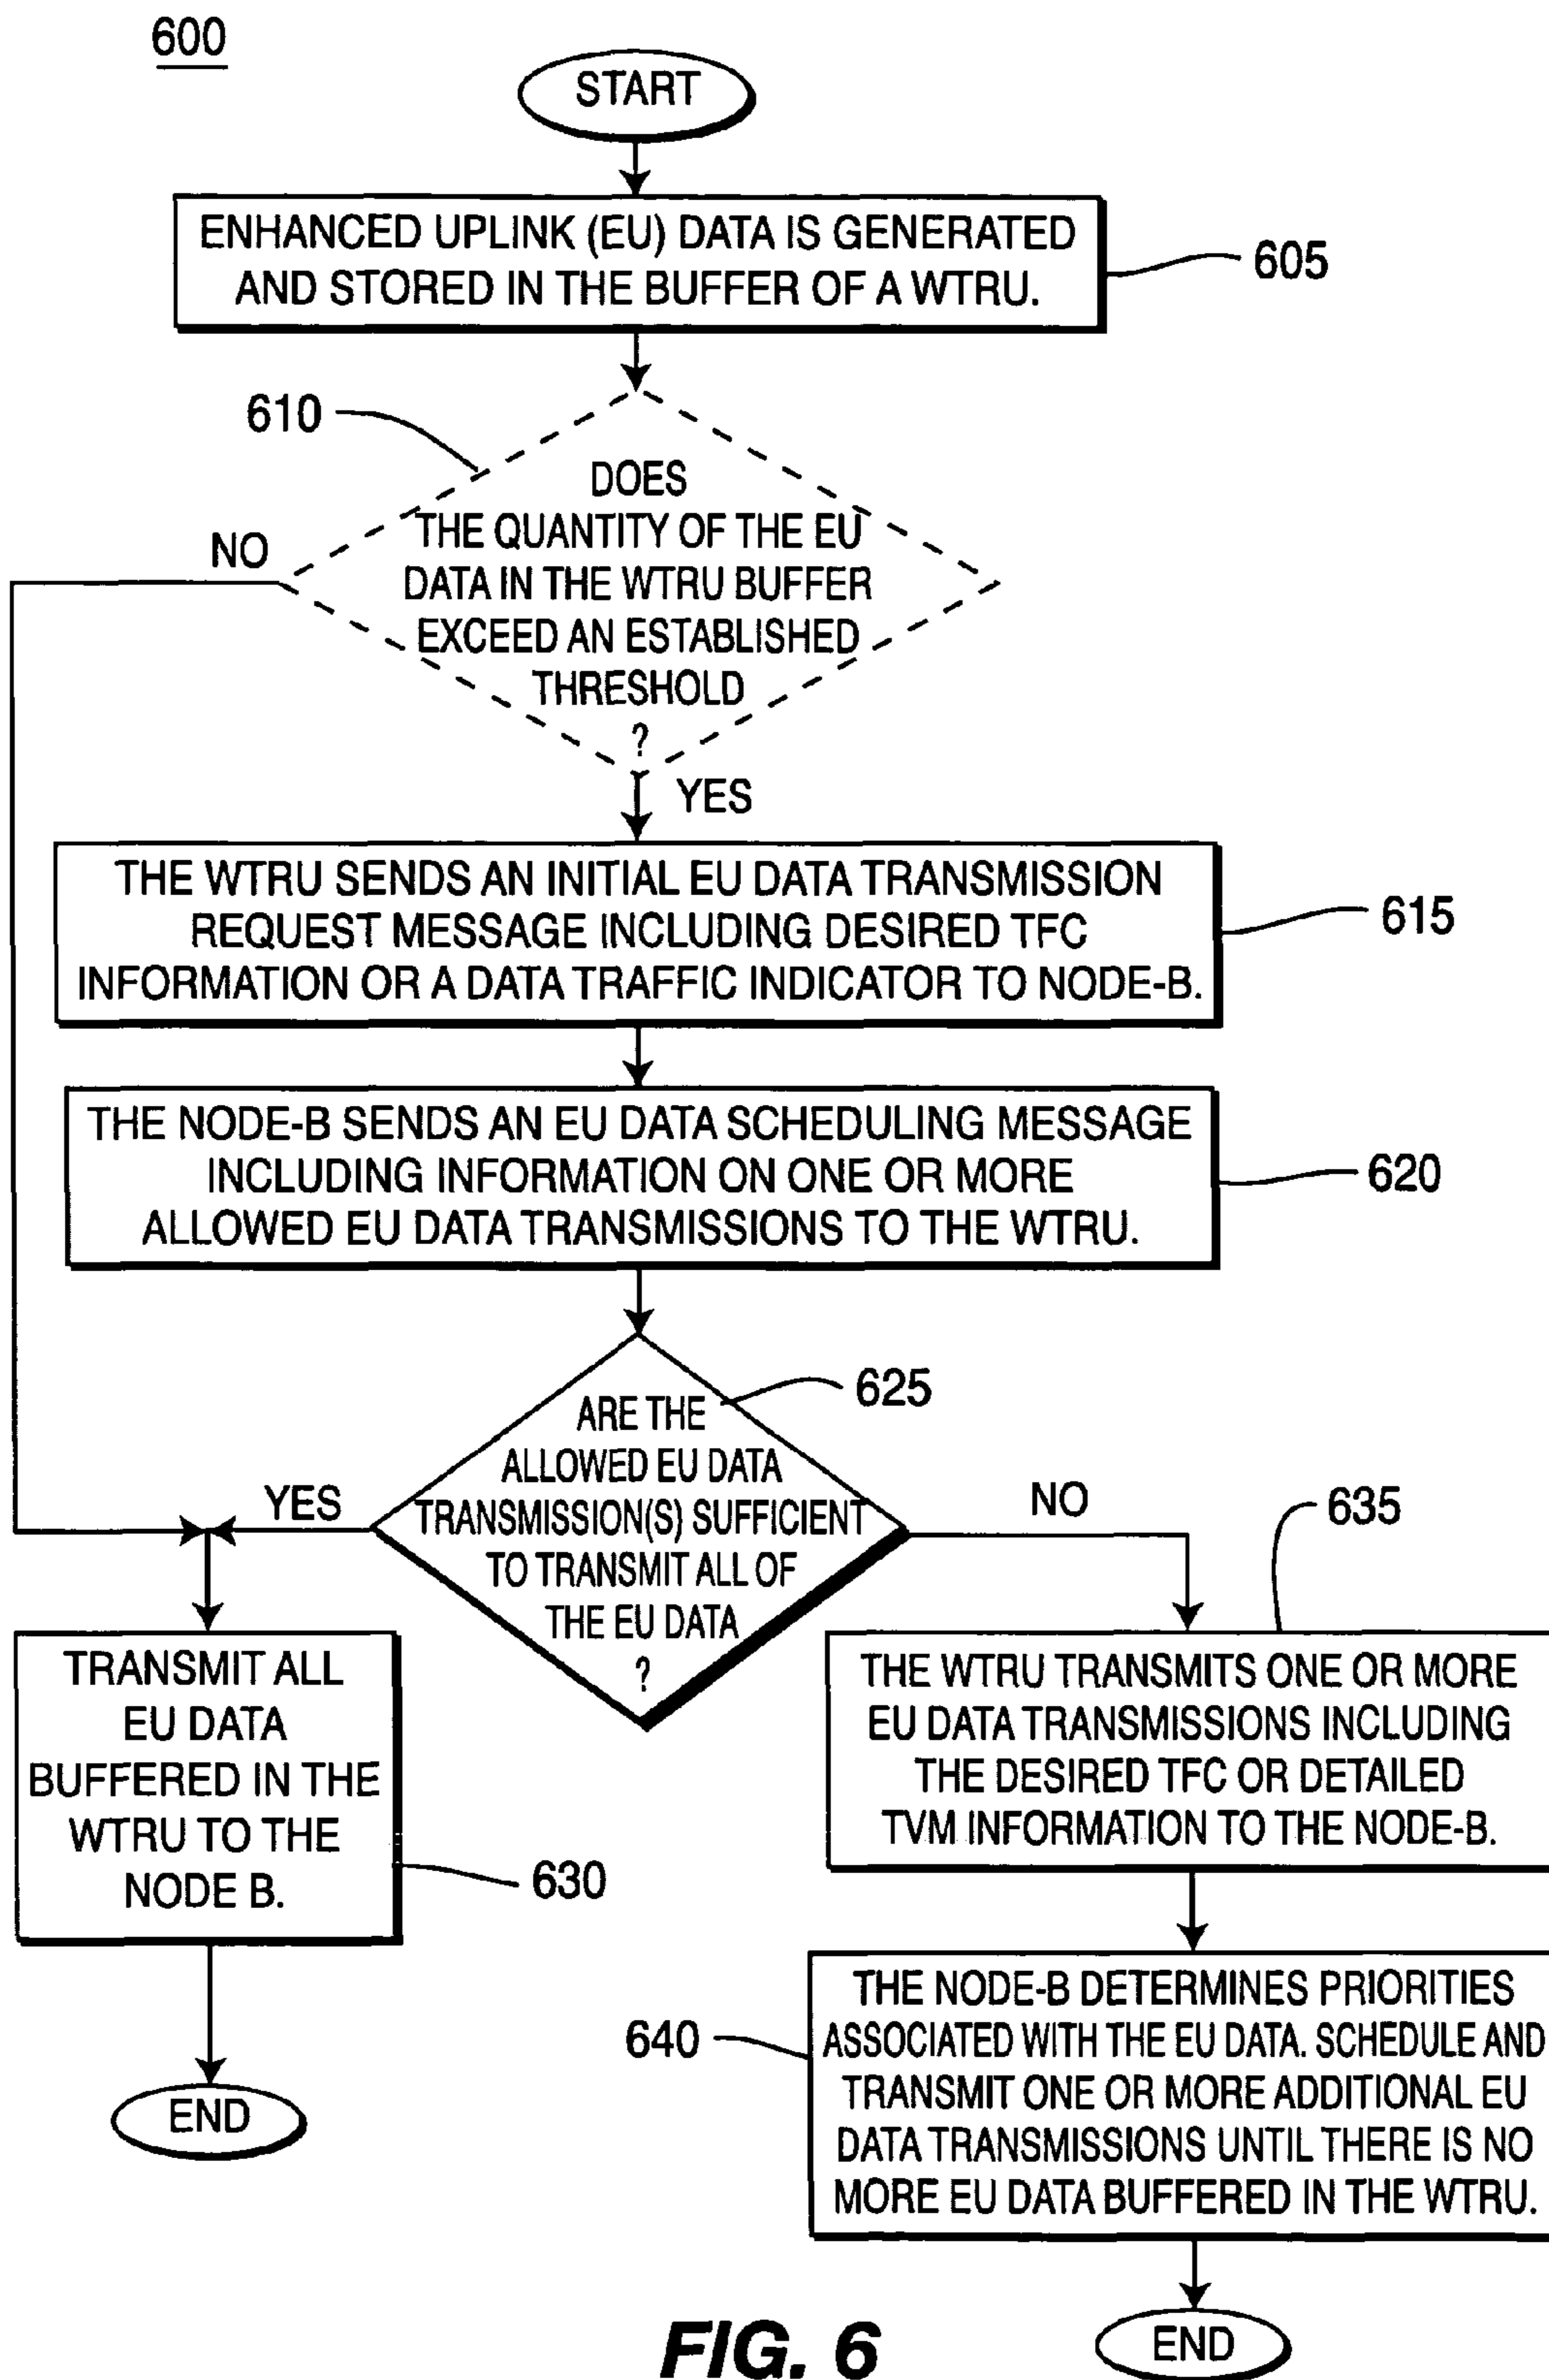 600
START
ENHANCED UPLINK (EU) DATA IS GENERATED
AND STORED IN THE BUFFER OF A WTRU.
605
610
DOES
THE QUANTITY OF THE EU
DATA IN THE WTRU BUFFER
EXCEED AN ESTABLISHED
THRESHOLD
?
NO
YES
THE WTRU SENDS AN INITIAL EU DATA TRANSMISSION
REQUEST MESSAGE INCLUDING DESIRED TFC
INFORMATION OR A DATA TRAFFIC INDICATOR TO NODE-B.
615
THE NODE-B SENDS AN EU DATA SCHEDULING MESSAGE
INCLUDING INFORMATION ON ONE OR MORE
ALLOWED EU DATA TRANSMISSIONS TO THE WTRU.
620
625
ARE THE
ALLOWED EU DATA
TRANSMISSION(S) SUFFICIENT
TO TRANSMIT ALL OF
THE EU DATA
?
YES
NO
635
TRANSMIT ALL
EU DATA
BUFFERED IN THE
WTRU TO THE
NODE B.
630
END
THE WTRU TRANSMITS ONE OR MORE
EU DATA TRANSMISSIONS INCLUDING
THE DESIRED TFC OR DETAILED
TVM INFORMATION TO THE NODE-B.
640
THE NODE-B DETERMINES PRIORITIES
ASSOCIATED WITH THE EU DATA. SCHEDULE AND
TRANSMIT ONE OR MORE ADDITIONAL EU
DATA TRANSMISSIONS UNTIL THERE IS NO
MORE EU DATA BUFFERED IN THE WTRU.
END
FIG. 6